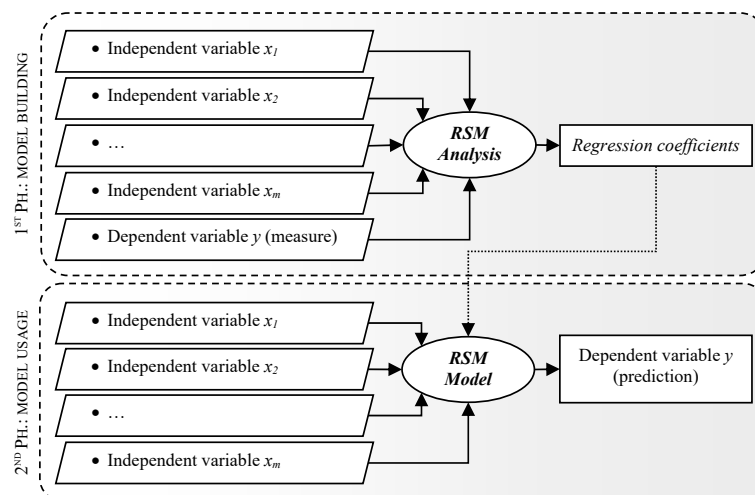 1ST PH.: MODEL BUILDING
• Independent variable x1
• Independent variable x2
• …
• Independent variable xm
• Dependent variable y (measure)
RSM
Analysis
Regression coefficients
2ND PH.: MODEL USAGE
• Independent variable x1
• Independent variable x2
• …
• Independent variable xm
RSM
Model
Dependent variable y
(prediction)